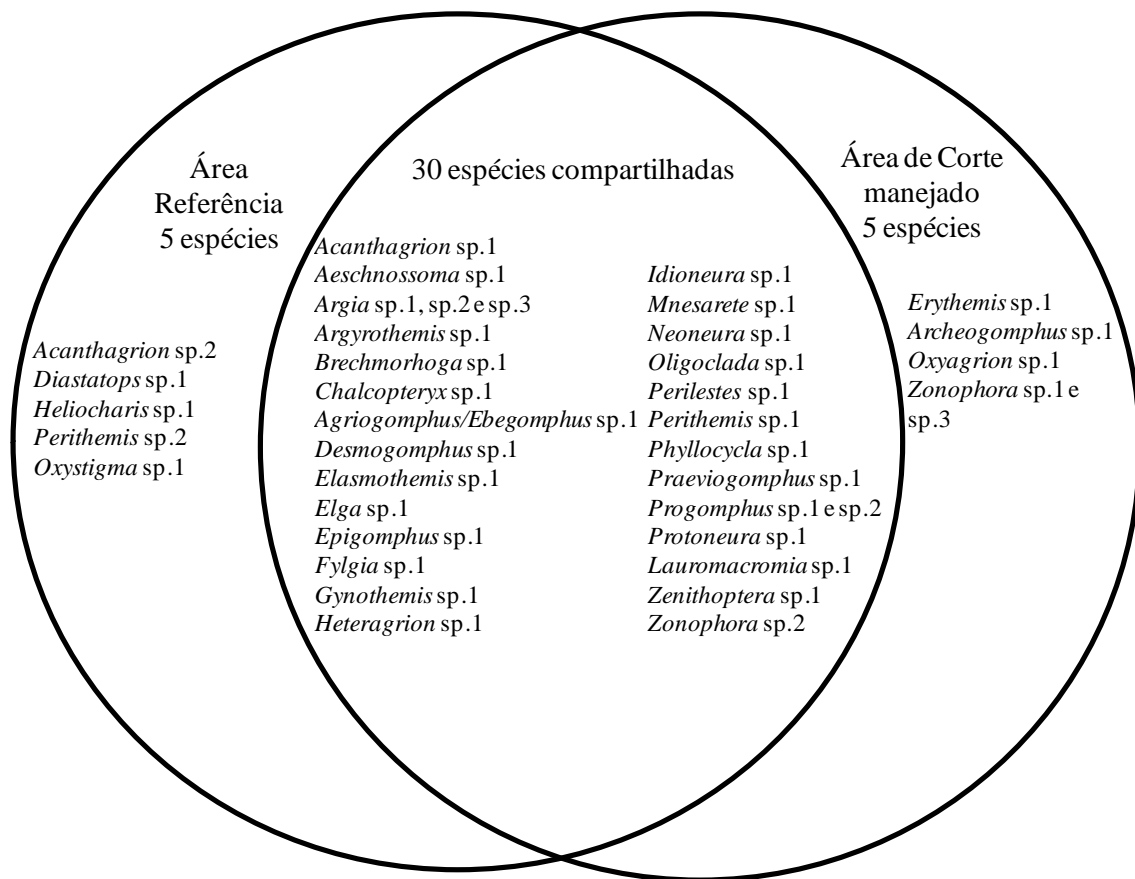 Área
Referência
5 espécies
Acanthagrion sp.2
Diastatops sp.1
Heliocharis sp.1
Perithemis sp.2
Oxystigma sp.1
30 espécies compartilhadas
Acanthagrion sp.1
Aeschnossoma sp.1
Argia sp.1, sp.2 e sp.3
Argyrothemis sp.1
Brechmorhoga sp.1
Chalcopteryx sp.1
Agriogomphus/Ebegomphus sp.1
Desmogomphus sp.1
Elasmothemis sp.1
Elga sp.1
Epigomphus sp.1
Fylgia sp.1
Gynothemis sp.1
Heteragrion sp.1
Idioneura sp.1
Mnesarete sp.1
Neoneura sp.1
Oligoclada sp.1
Perilestes sp.1
Perithemis sp.1
Phyllocycla sp.1
Praeviogomphus sp.1
Progomphus sp.1 e sp.2
Protoneura sp.1
Lauromacromia sp.1
Zenithoptera sp.1
Zonophora sp.2
Área de Corte
manejado
5 espécies
Erythemis sp.1
Archeogomphus sp.1
Oxyagrion sp.1
Zonophora sp.1 e
sp.3